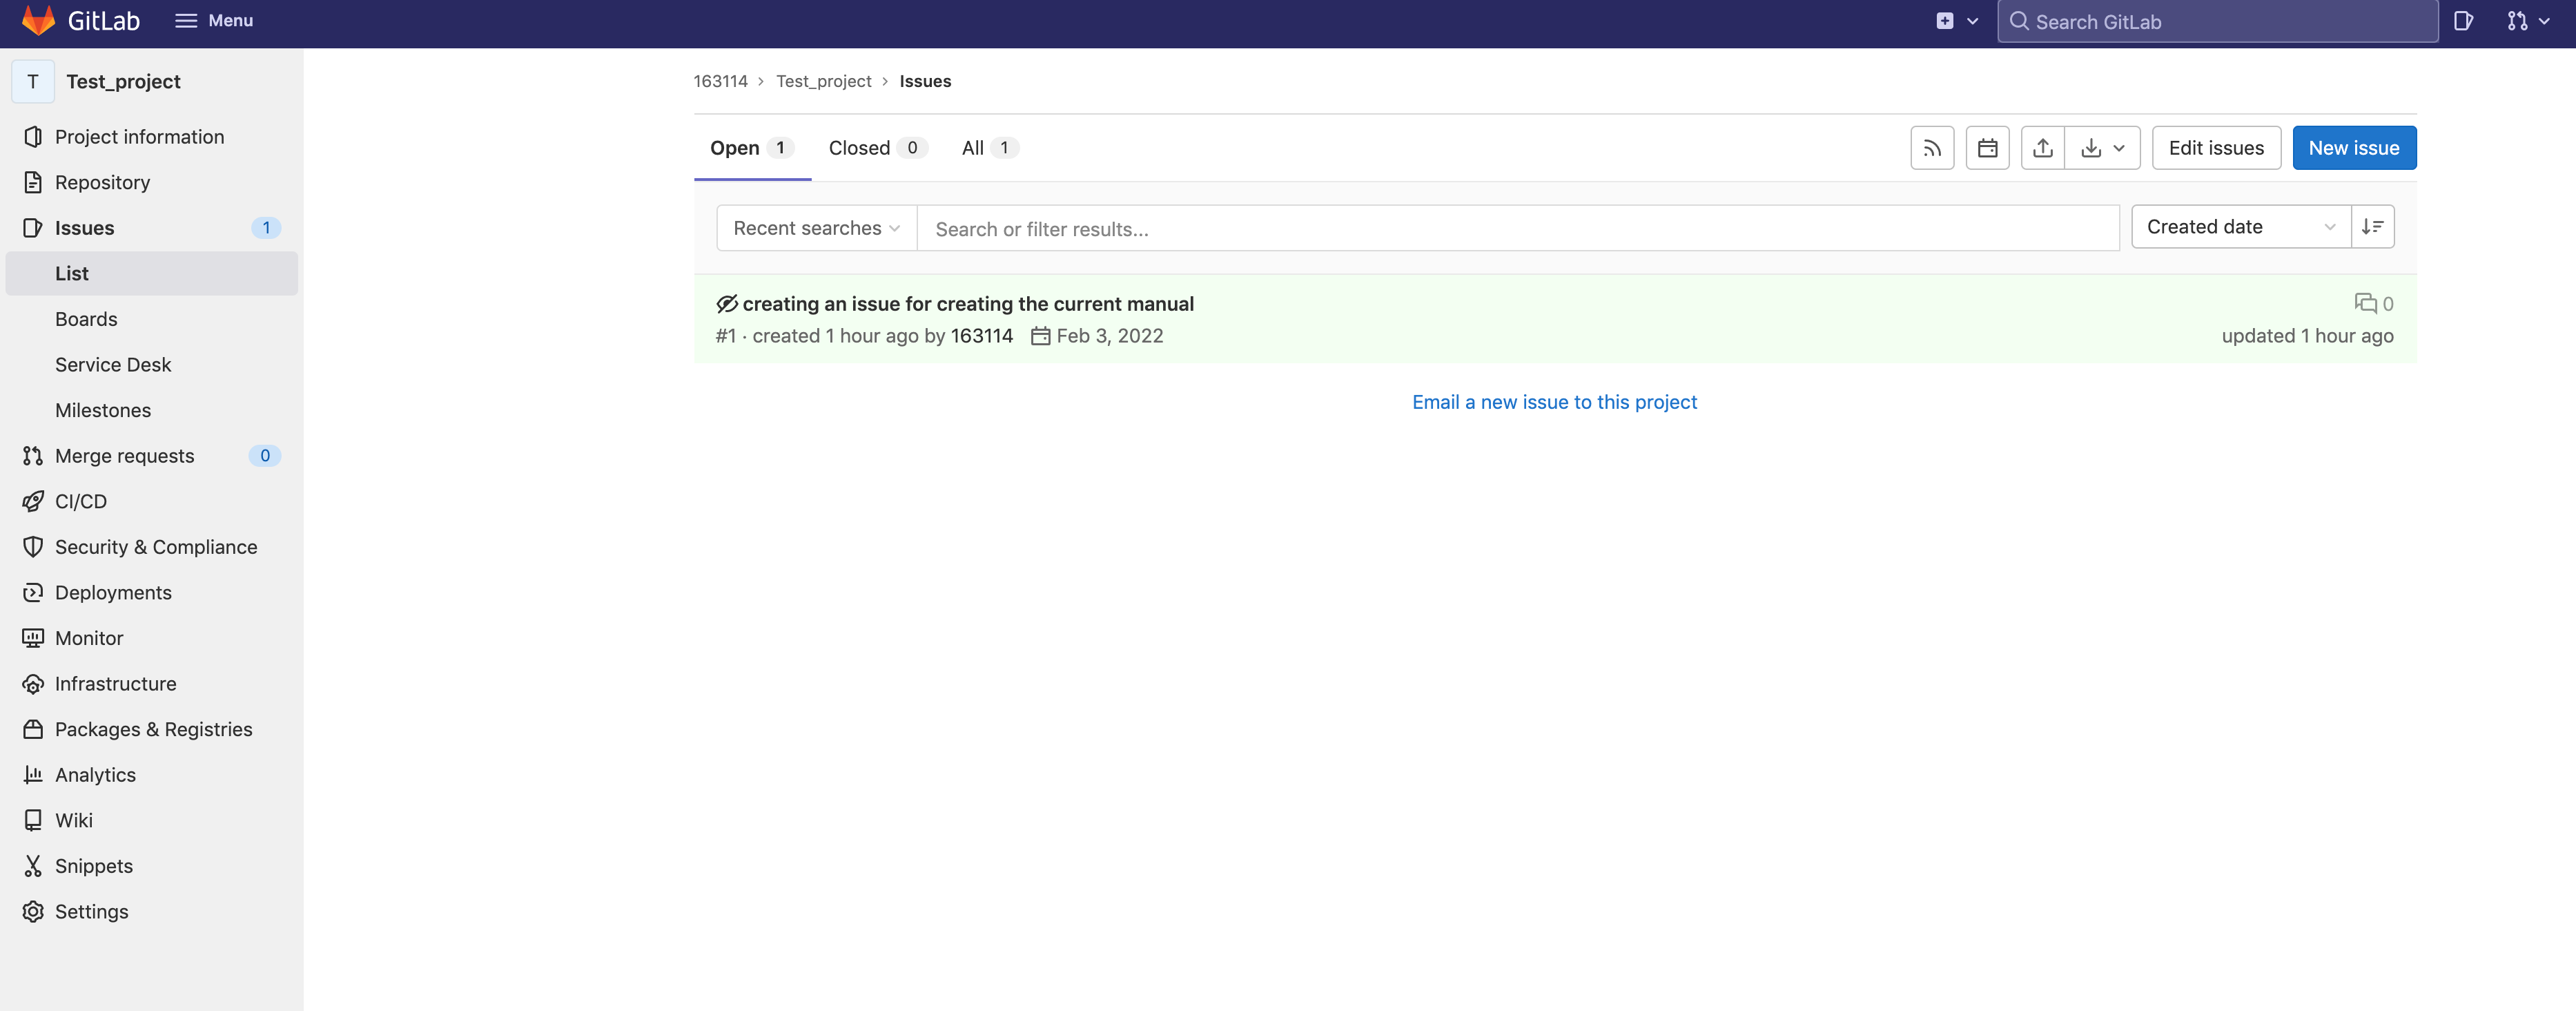 GitLab Menu Search GitLab
T Test_project
Project information
Repository
Issues 1
List
Boards
Service Desk
Milestones
Merge requests 0
CI/CD
Security & Compliance
Deployments
Monitor
Infrastructure
Packages & Registries
Analytics
Wiki
Snippets
Settings
163114 › Test_project › Issues
Open 1 Closed 0 All 1 Edit issues New issue
Recent searches Search or filter results... Created date
creating an issue for creating the current manual 0
#1 · created 1 hour ago by 163114 Feb 3, 2022 updated 1 hour ago
Email a new issue to this project